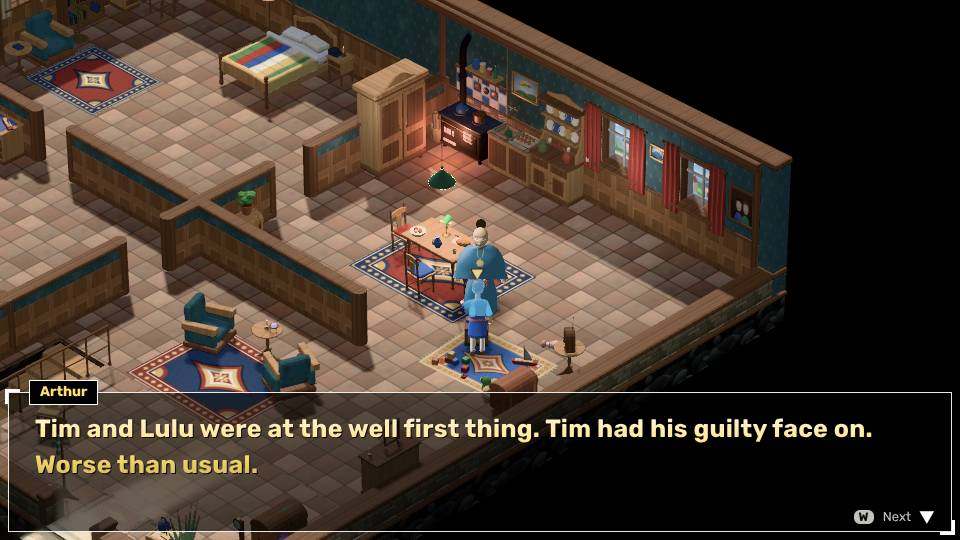 Arthur
Tim and Lulu were at the well first thing. Tim had his guilty face on.
Worse than usual.
W Next